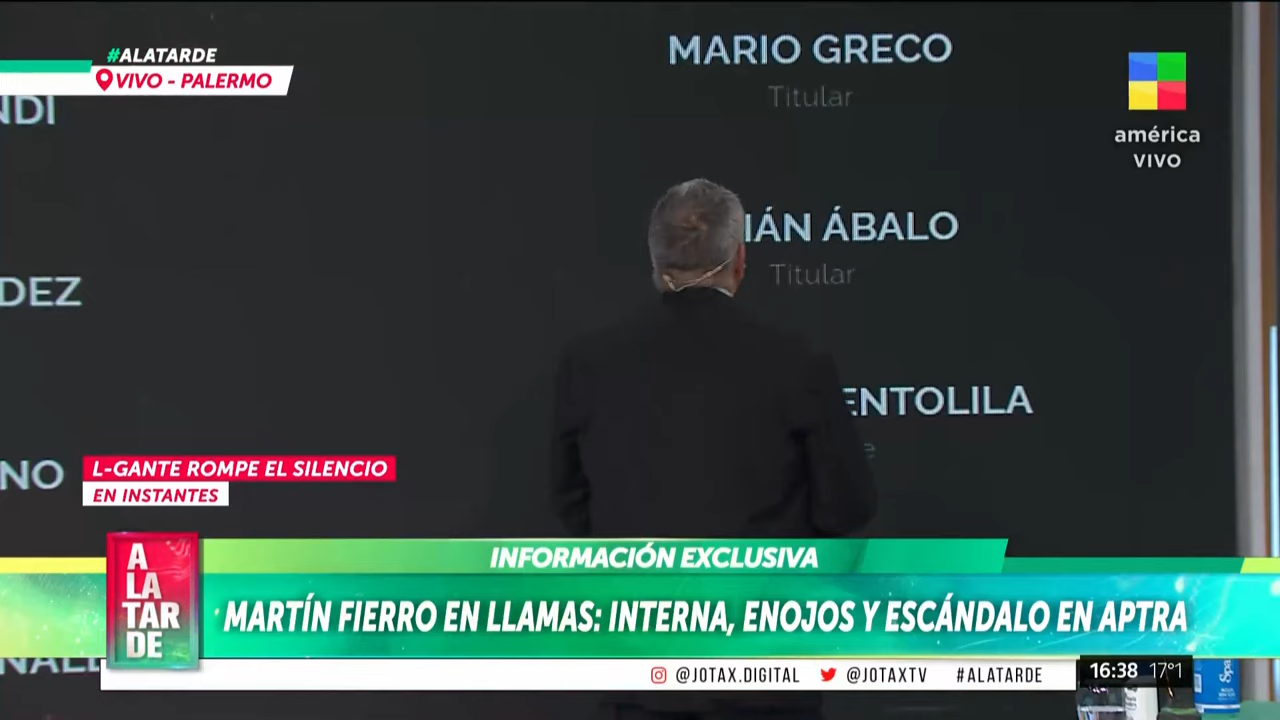 #ALATARDE
VIVO - PALERMO
MARIO GRECO
Titular
américa
VIVO
IÁN ÁBALO
Titular
ENTOLILA
e
NDI
DEZ
NO
L-GANTE ROMPE EL SILENCIO
EN INSTANTES
A
LA
TAR
DE
INFORMACIÓN EXCLUSIVA
MARTÍN FIERRO EN LLAMAS: INTERNA, ENOJOS Y ESCÁNDALO EN APTRA
@JOTAX.DIGITAL @JOTAXTV #ALATARDE
16:38 17°1